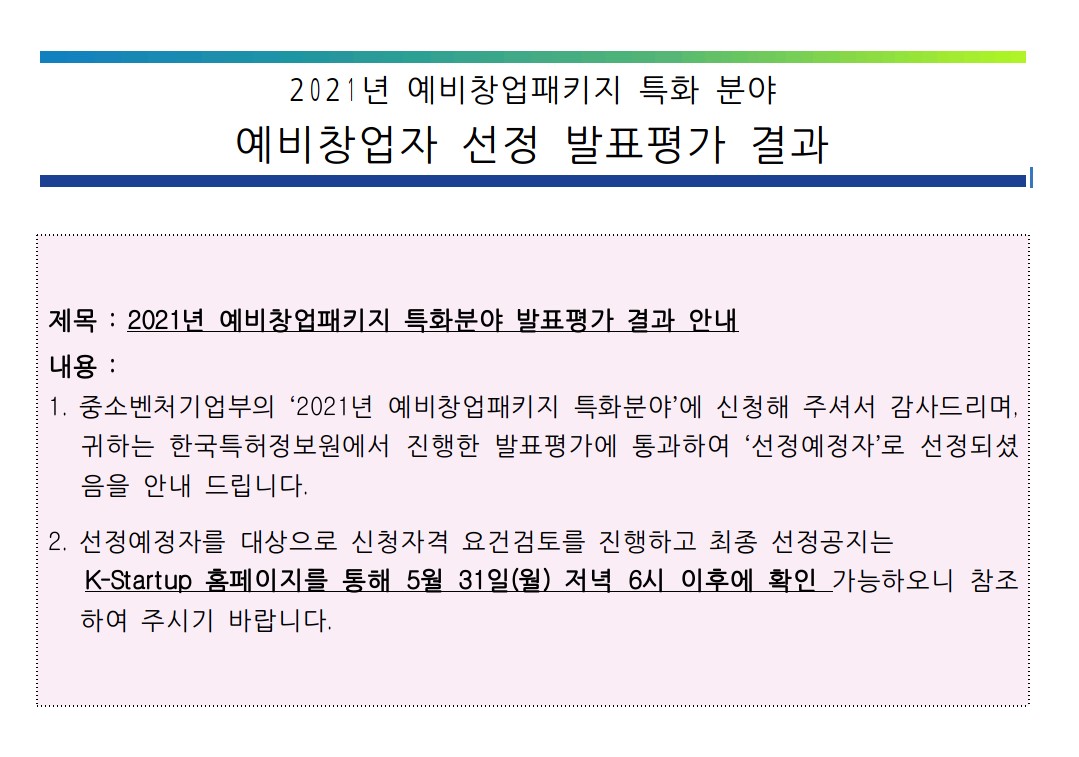 2021년 예비창업패키지 특화 분야
예비창업자 선정 발표평가 결과
제목 : 2021년 예비창업패키지 특화분야 발표평가 결과 안내
내용 :
1. 중소벤처기업부의 ‘2021년 예비창업패키지 특화분야’에 신청해 주셔서 감사드리며,
귀하는 한국특허정보원에서 진행한 발표평가에 통과하여 ‘선정예정자’로 선정되셨
음을 안내 드립니다.
2. 선정예정자를 대상으로 신청자격 요건검토를 진행하고 최종 선정공지는
K-Startup 홈페이지를 통해 5월 31일(월) 저녁 6시 이후에 확인 가능하오니 참조
하여 주시기 바랍니다.